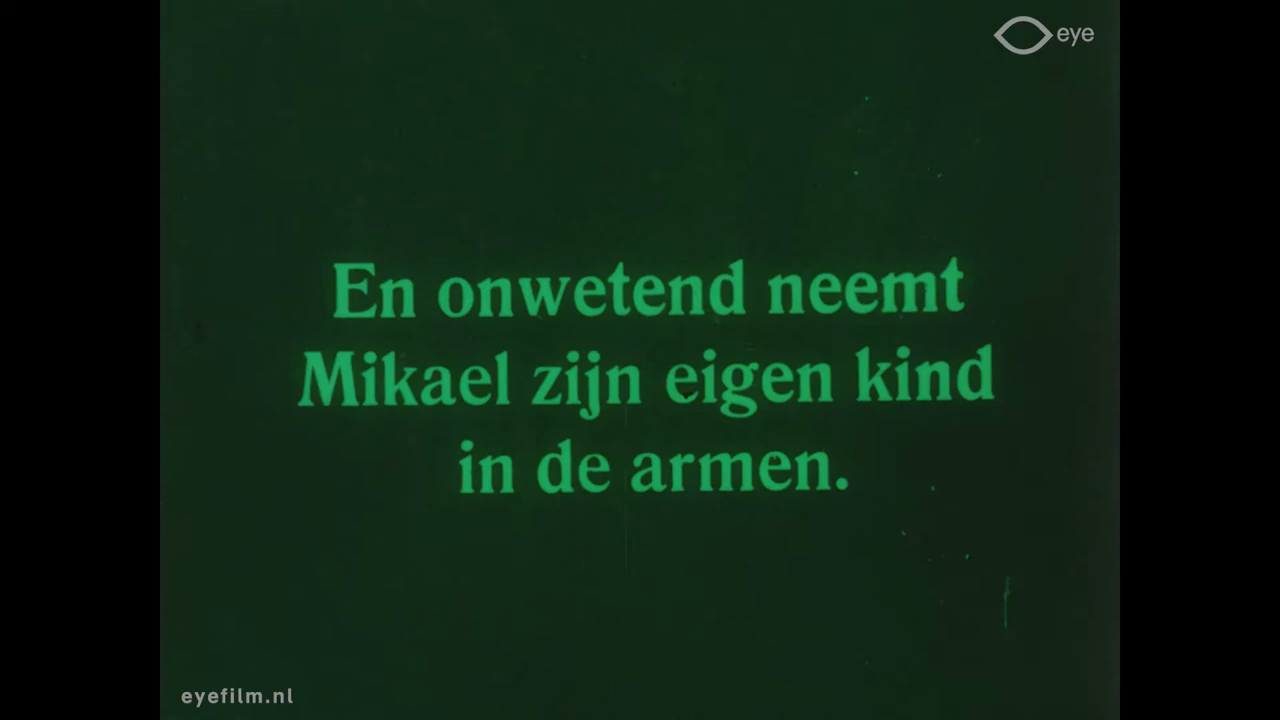 eye
En onwetend neemt
Mikael zijn eigen kind
in de armen.
eyefilm.nl